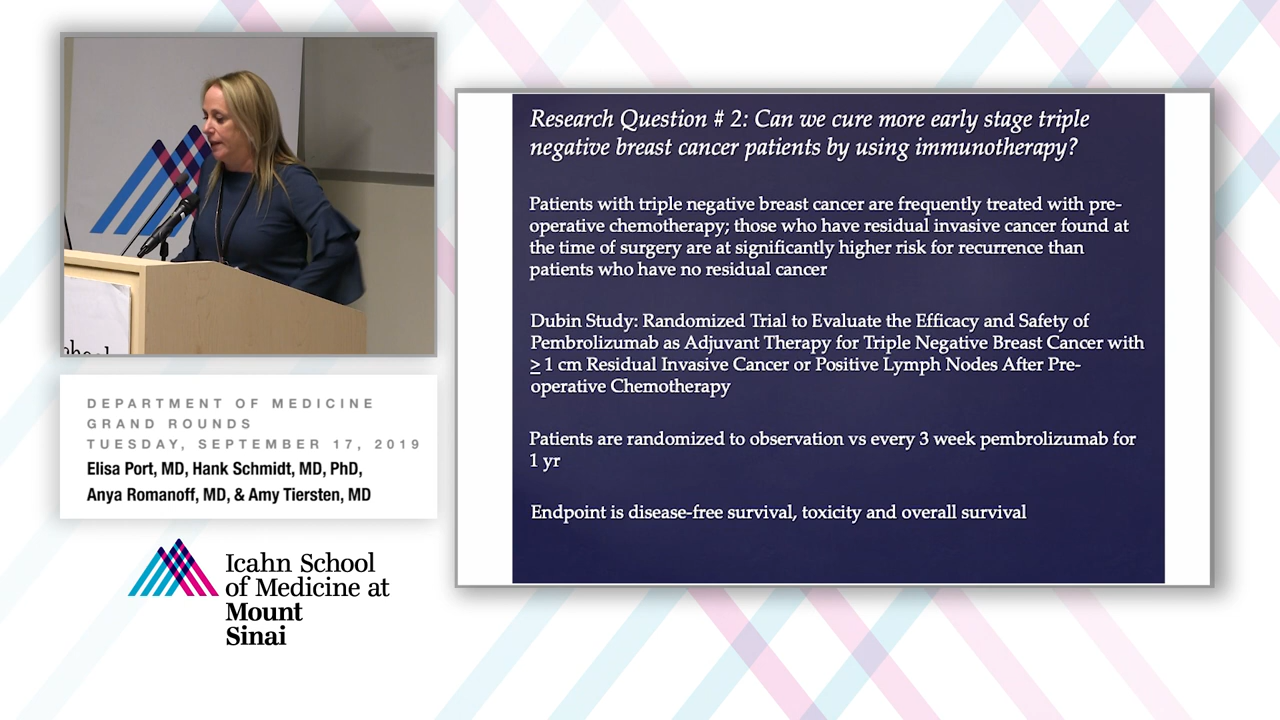 Research Question # 2: Can we cure more early stage triple
negative breast cancer patients by using immunotherapy?
Patients with triple negative breast cancer are frequently treated with pre-
operative chemotherapy; those who have residual invasive cancer found at
the time of surgery are at significantly higher risk for recurrence than
patients who have no residual cancer
Dubin Study: Randomized Trial to Evaluate the Efficacy and Safety of
Pembrolizumab as Adjuvant Therapy for Triple Negative Breast Cancer with
≥ 1 cm Residual Invasive Cancer or Positive Lymph Nodes After Pre-
operative Chemotherapy
Patients are randomized to observation vs every 3 week pembrolizumab for
1 yr
Endpoint is disease-free survival, toxicity and overall survival
DEPARTMENT OF MEDICINE
GRAND ROUNDS
TUESDAY, SEPTEMBER 17, 2019
Elisa Port, MD, Hank Schmidt, MD, PhD,
Anya Romanoff, MD, & Amy Tiersten, MD
Icahn School
of Medicine at
Mount
Sinai